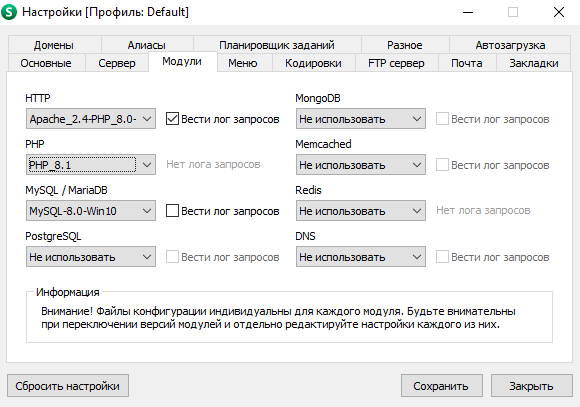 Настройки [Профиль: Default]
Домены Алиасы Планировщик заданий Разное Автозагрузка
Основные Сервер Модули Меню Кодировки FTP сервер Почта Закладки
HTTP MongoDB
Apache_2.4-PHP_8.0- Вести лог запросов Не использовать Вести лог запросов
PHP Memcached
PHP_8.1 Нет лога запросов Не использовать Вести лог запросов
MySQL / MariaDB Redis
MySQL-8.0-Win10 Вести лог запросов Не использовать Нет лога запросов
PostgreSQL DNS
Не использовать Вести лог запросов Не использовать Вести лог запросов
Информация
Внимание! Файлы конфигурации индивидуальны для каждого модуля. Будьте внимательны
при переключении версий модулей и отдельно редактируйте настройки каждого из них.
Сбросить настройки Сохранить Закрыть